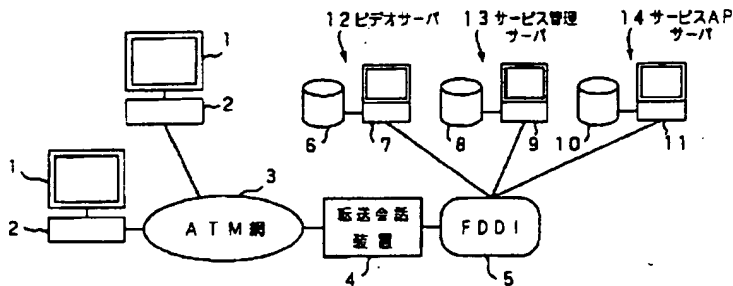 12ビデオサーバ
13サービス管理
サーバ
14サービスAP
サーバ
1
2
6
7
8
9
10
11
1
2
3
ATM網
転送会話
装置
4
FDDI
5